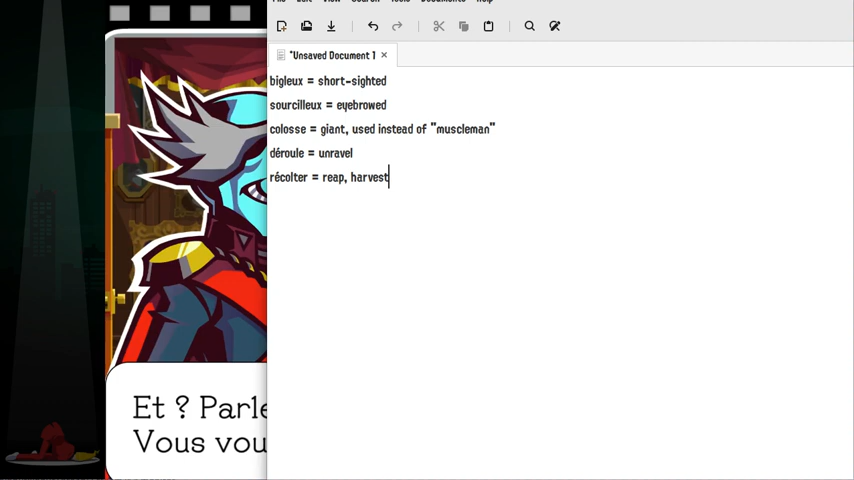 *Unsaved Document 1
bigleux = short-sighted
sourcilleux = eyebrowed
colosse = giant, used instead of "muscleman"
déroule = unravel
récolter = reap, harvest
Et ? Parle
Vous vou